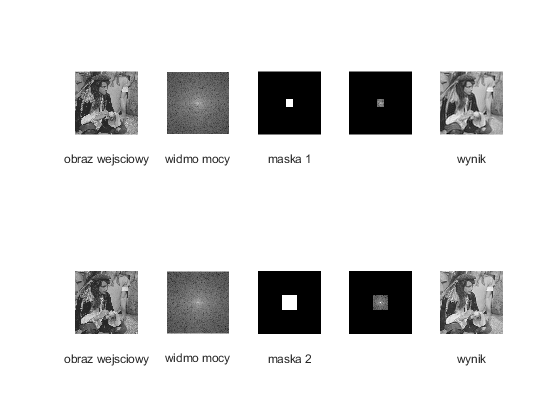 obraz wejsciowy
widmo mocy
maska 1
wynik
obraz wejsciowy
widmo mocy
maska 2
wynik